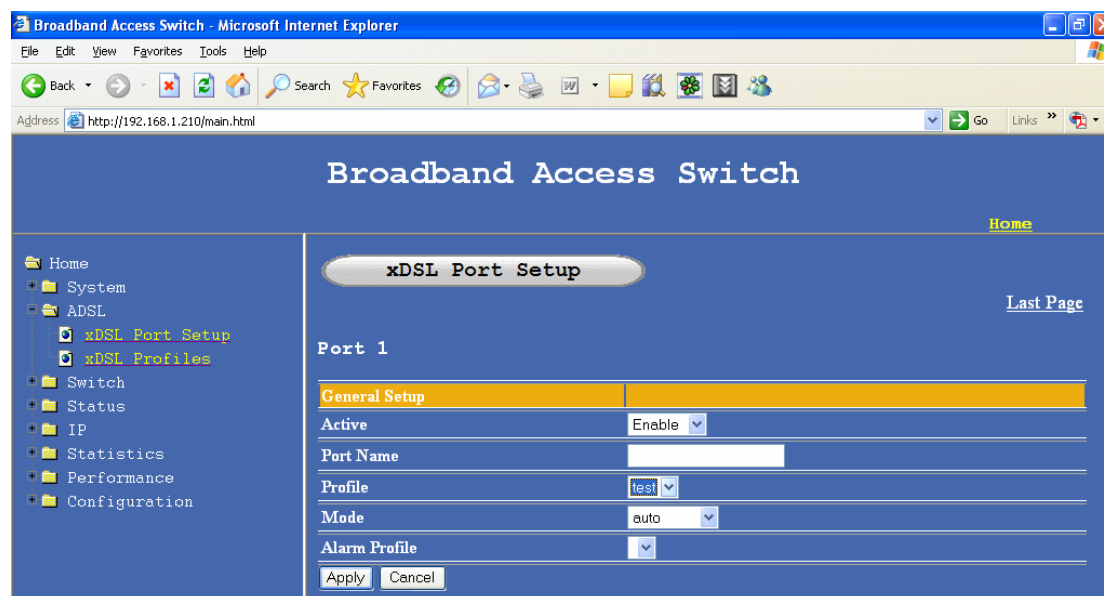 Broadband Access Switch - Microsoft Internet Explorer
File Edit View Favorites Tools Help
Back Search Favorites
Address http://192.168.1.210/main.html Go Links »
Broadband Access Switch
Home
Home
System
ADSL
xDSL Port Setup
xDSL Profiles
Switch
Status
IP
Statistics
Performance
Configuration
xDSL Port Setup
Last Page
Port 1
General Setup
Active Enable
Port Name
Profile test
Mode auto
Alarm Profile
Apply Cancel